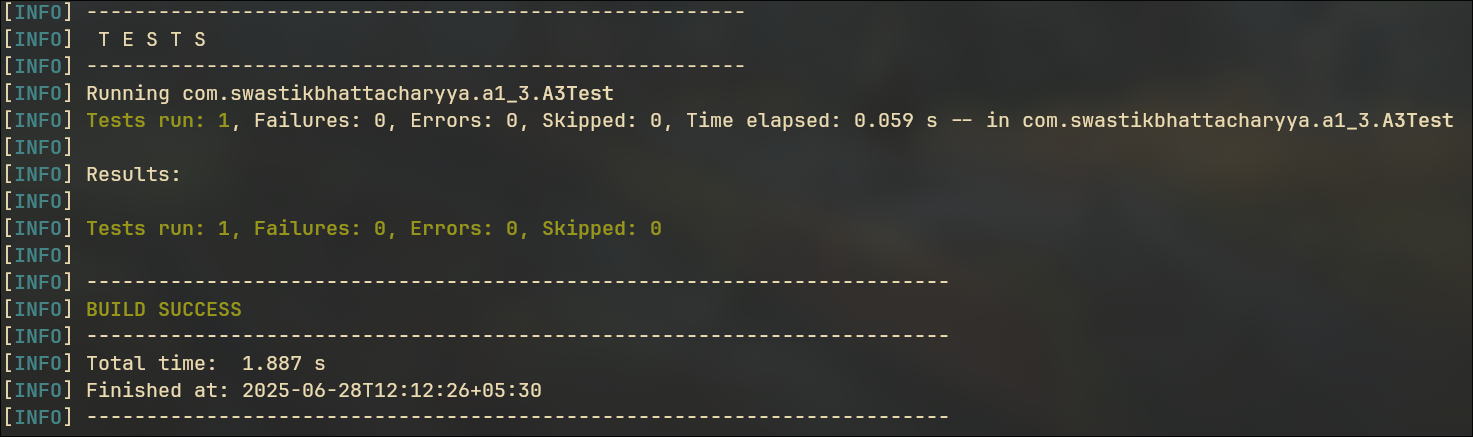 [INFO] -------------------------------------------------------
[INFO]  T E S T S
[INFO] -------------------------------------------------------
[INFO] Running com.swastikbhattacharyya.a1_3.A3Test
[INFO] Tests run: 1, Failures: 0, Errors: 0, Skipped: 0, Time elapsed: 0.059 s -- in com.swastikbhattacharyya.a1_3.A3Test
[INFO]
[INFO] Results:
[INFO]
[INFO] Tests run: 1, Failures: 0, Errors: 0, Skipped: 0
[INFO]
[INFO] ------------------------------------------------------------------------
[INFO] BUILD SUCCESS
[INFO] ------------------------------------------------------------------------
[INFO] Total time:  1.887 s
[INFO] Finished at: 2025-06-28T12:12:26+05:30
[INFO] ------------------------------------------------------------------------